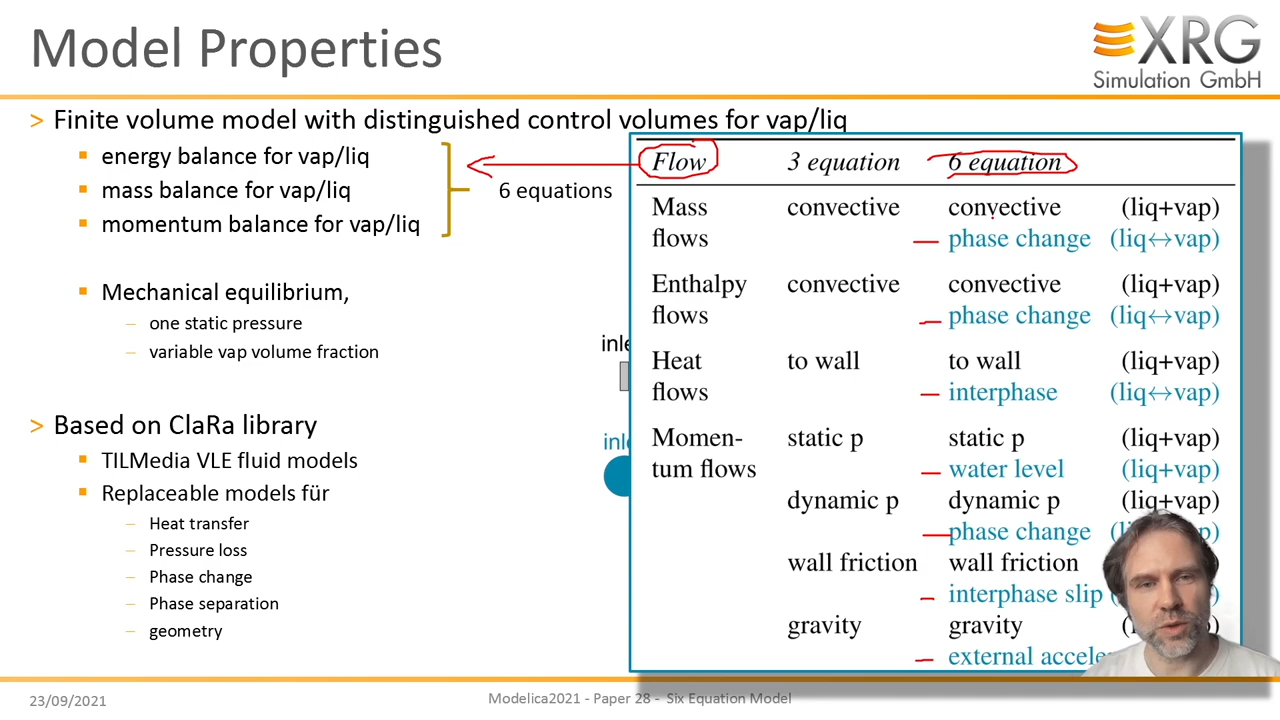 Model Properties
XRG
Simulation GmbH
> Finite volume model with distinguished control volumes for vap/liq
energy balance for vap/liq
mass balance for vap/liq
momentum balance for vap/liq
6 equations
Mechanical equilibrium,
– one static pressure
– variable vap volume fraction
> Based on ClaRa library
TILMedia VLE fluid models
Replaceable models für
– Heat transfer
– Pressure loss
– Phase change
– Phase separation
– geometry
Flow 3 equation 6 equation
Mass convective convective (liq+vap)
flows phase change (liq↔vap)
Enthalpy convective convective (liq+vap)
flows phase change (liq↔vap)
Heat to wall to wall (liq+vap)
flows interphase (liq↔vap)
Momen- static p static p (liq+vap)
tum flows water level (liq+vap)
dynamic p dynamic p (liq+vap)
phase change
wall friction wall friction
interphase slip
gravity gravity
external
23/09/2021
Modelica2021 - Paper 28 - Six Equation Model